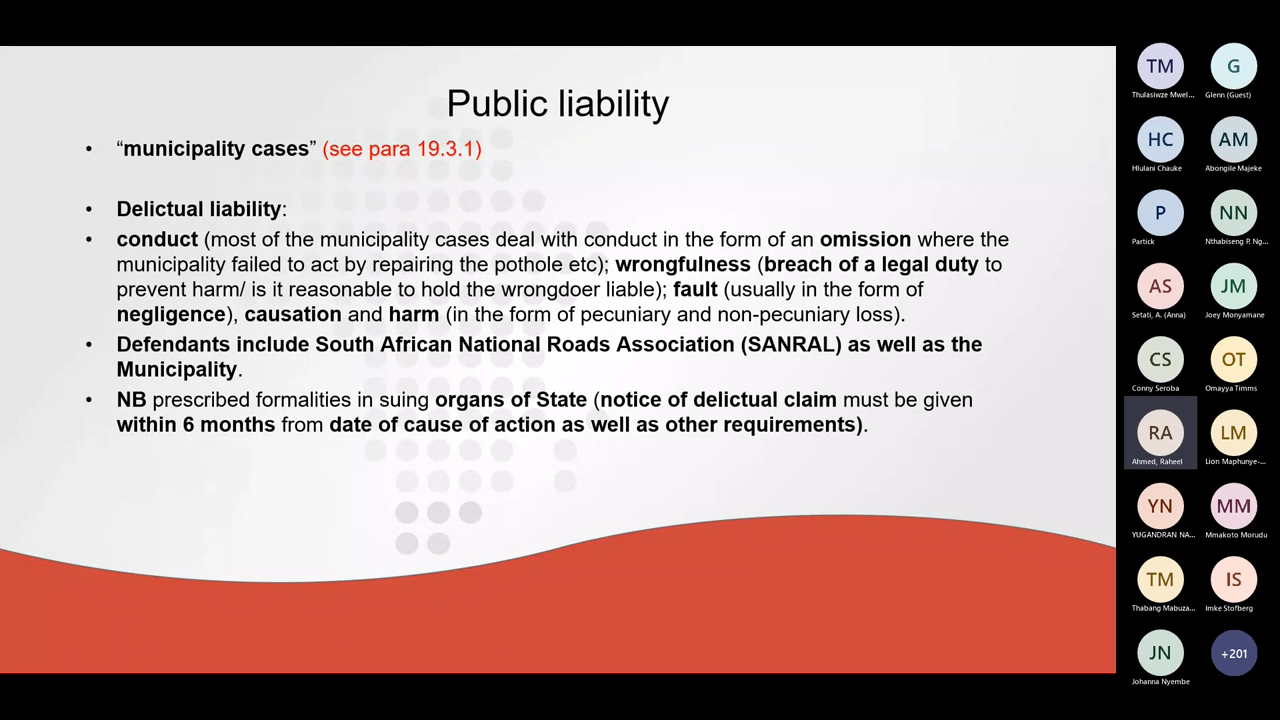 Public liability
• “municipality cases” (see para 19.3.1)
• Delictual liability:
• conduct (most of the municipality cases deal with conduct in the form of an omission where the
municipality failed to act by repairing the pothole etc); wrongfulness (breach of a legal duty to
prevent harm/ is it reasonable to hold the wrongdoer liable); fault (usually in the form of
negligence), causation and harm (in the form of pecuniary and non-pecuniary loss).
• Defendants include South African National Roads Association (SANRAL) as well as the
Municipality.
• NB prescribed formalities in suing organs of State (notice of delictual claim must be given
within 6 months from date of cause of action as well as other requirements).
TM G
Thulasiwze Mwel... Glenn (Guest)
HC AM
Hlulani Chauke Abongile Majeke
P NN
Partick Nthabiseng P. Ng...
AS JM
Setati, A. (Anna) Joey Monyamane
CS OT
Conny Seroba Omayya Timms
RA LM
Ahmed, Raheel Lion Maphunye-...
YN MM
YUGANDRAN NA... Mmakoto Morudu
TM IS
Thabang Mabuza... Imke Stofberg
JN +201
Johanna Nyembe